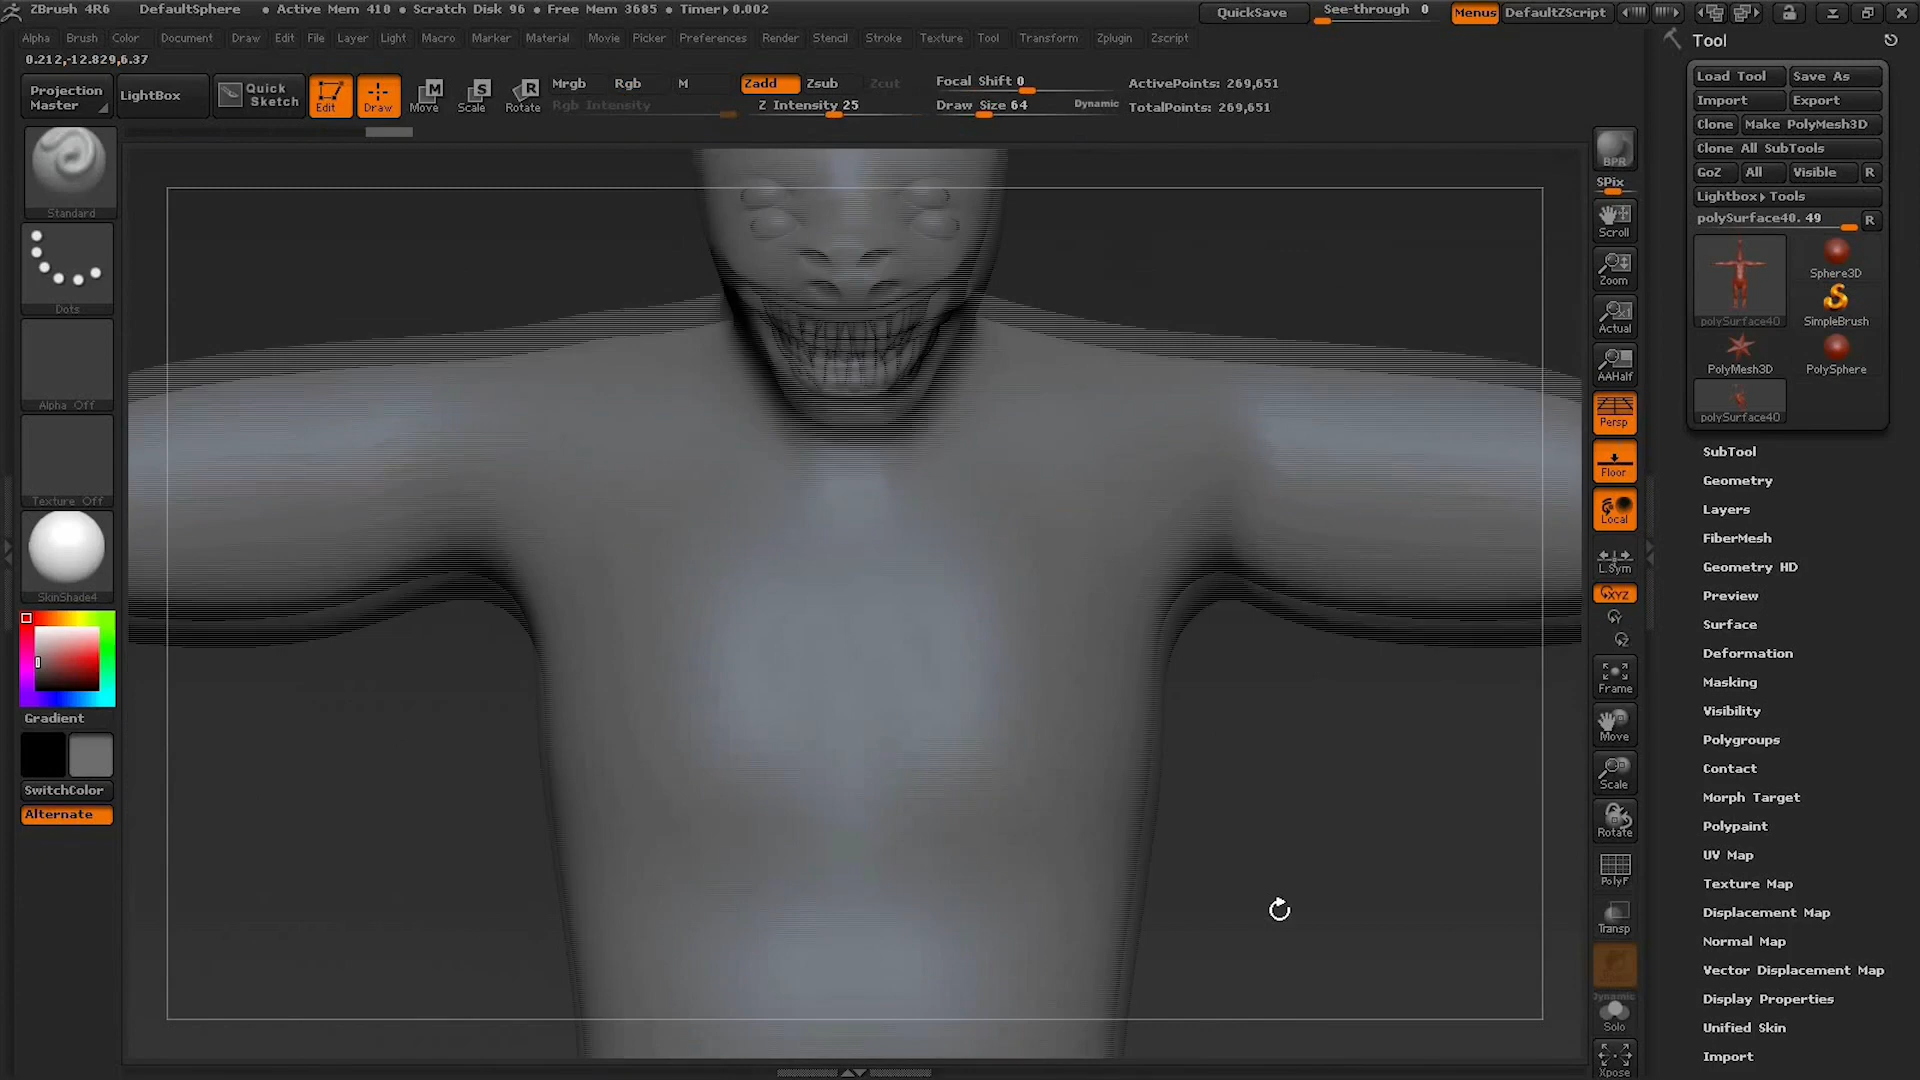 ZBrush 4R6 DefaultSphere • Active Mem 410 • Scratch Disk 96 • Free Mem 3685 • Timer▸0.002 QuickSave See-through 0 Menus DefaultZScript
Alpha Brush Color Document Draw Edit File Layer Light Macro Marker Material Movie Picker Preferences Render Stencil Stroke Texture Tool Transform Zplugin Zscript
0.212,-12.829,6.37
Projection Master
LightBox
Quick Sketch
Edit
Draw
Move
Scale
Rotate
Mrgb Rgb M
Rgb Intensity
Zadd Zsub Zcut
Z Intensity 25
Focal Shift 0
Draw Size 64 Dynamic
ActivePoints: 269,651
TotalPoints: 269,651
Standard
Dots
Alpha Off
Texture Off
SkinShade4
Gradient
SwitchColor
Alternate
BPR
SPix
Scroll
Zoom
Actual
AAHalf
Persp
Floor
Local
L.Sym
XYZ
Y
Z
Frame
Move
Scale
Rotate
PolyF
Transp
Dynamic
Solo
Xpose
Tool
Load Tool Save As
Import Export
Clone Make PolyMesh3D
Clone All SubTools
GoZ All Visible R
Lightbox▸Tools
polySurface40. 49 R
polySurface40
Sphere3D
SimpleBrush
PolyMesh3D
PolySphere
polySurface40
SubTool
Geometry
Layers
FiberMesh
Geometry HD
Preview
Surface
Deformation
Masking
Visibility
Polygroups
Contact
Morph Target
Polypaint
UV Map
Texture Map
Displacement Map
Normal Map
Vector Displacement Map
Display Properties
Unified Skin
Import